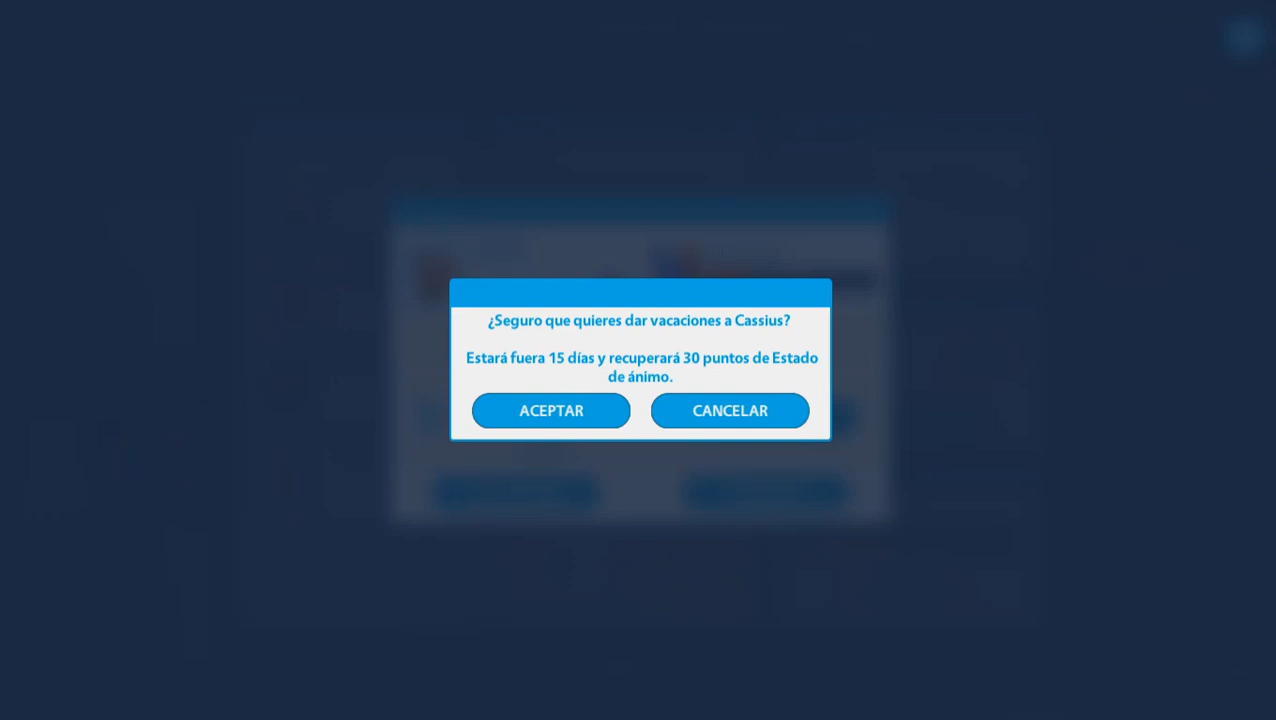 ¿Seguro que quieres dar vacaciones a Cassius?
Estará fuera 15 días y recuperará 30 puntos de Estado
de ánimo.
ACEPTAR
CANCELAR